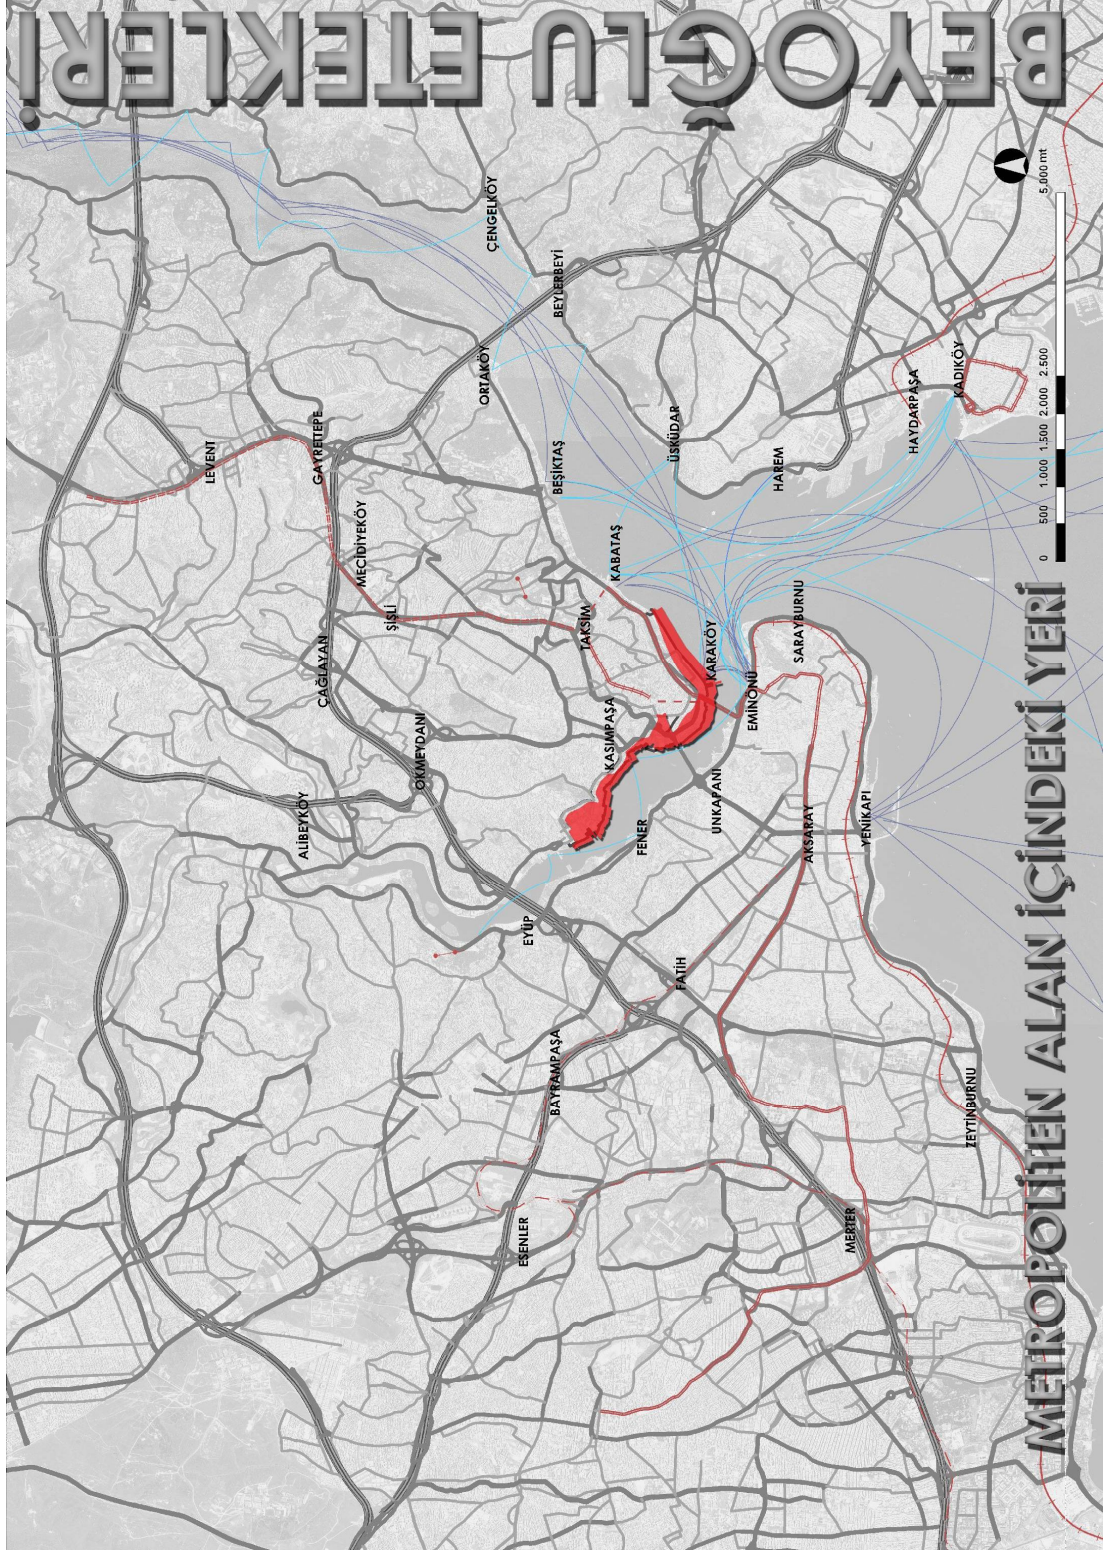 BEYOĞLU ETEKLERİ
METROPOLİTEN ALAN İÇİNDEKİ YERİ
0 500 1.000 1.500 2.000 2.500 5.000 mt
LEVENT
GAYRETTEPE
MECİDİYEKÖY
ŞİŞLİ
ÇAĞLAYAN
OKMEYDANI
ALİBEYKÖY
ÇENGELKÖY
BEYLERBEYİ
ORTAKÖY
BEŞİKTAŞ
KABATAŞ
TAKSİM
KASIMPAŞA
KARAKÖY
ÜSKÜDAR
HAREM
HAYDARPAŞA
KADIKÖY
SARAYBURNU
EMİNÖNÜ
UNKAPANI
FENER
EYÜP
AKSARAY
YENİKAPI
FATİH
BAYRAMPAŞA
ESENLER
MERTER
ZEYTİNBURNU